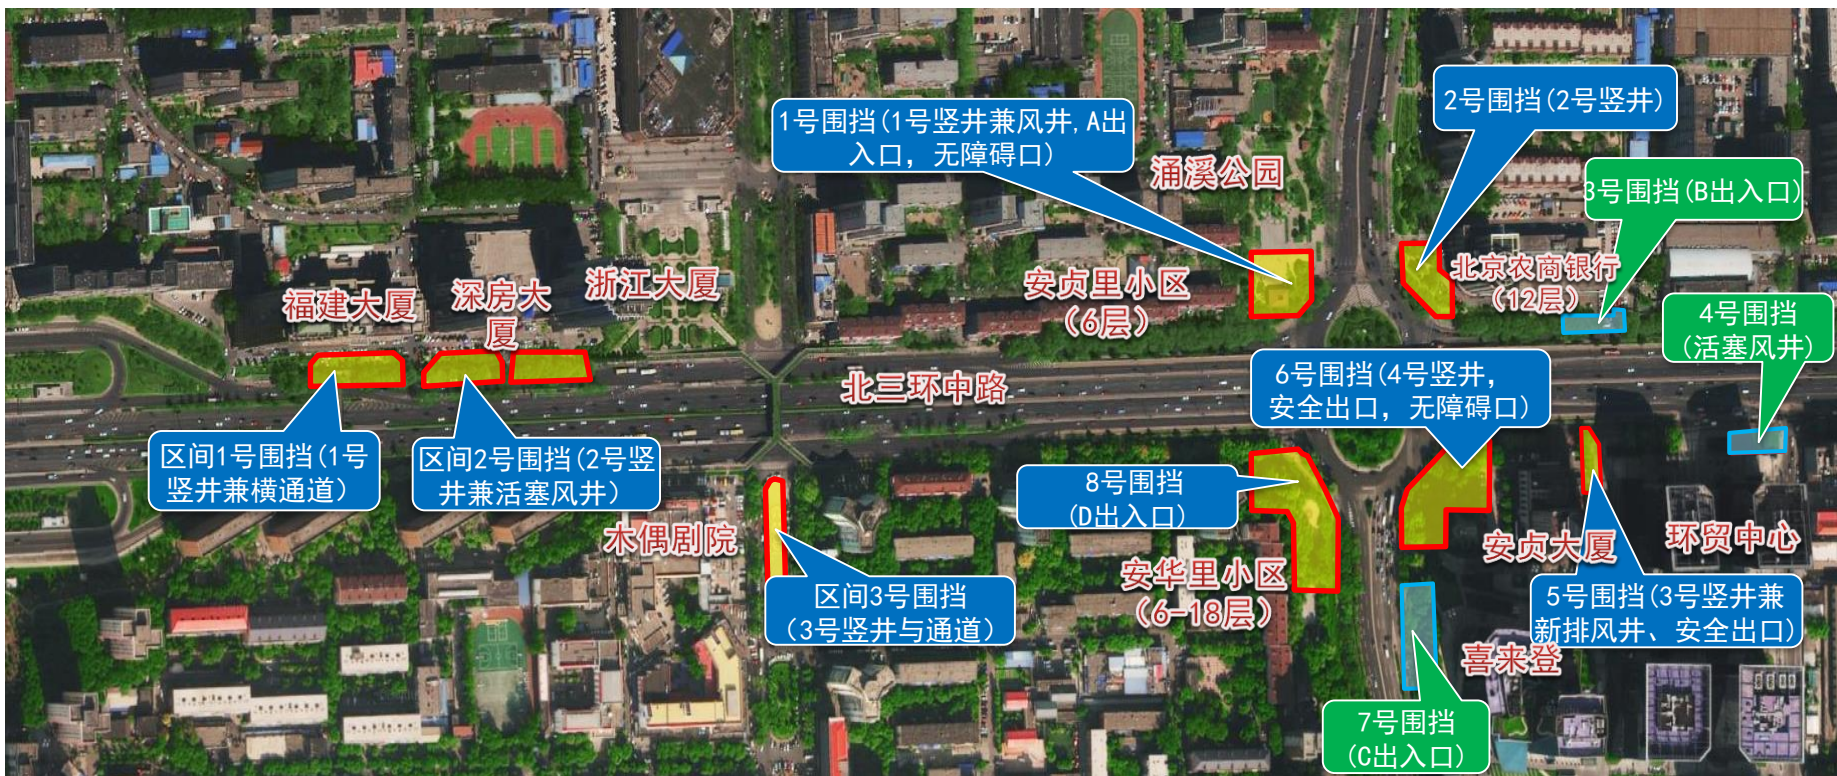 2号围挡(2号竖井)
1号围挡(1号竖井兼风井,A出
入口，无障碍口)
涌溪公园
3号围挡(B出入口)
浙江大厦
安贞里小区
（6层）
北京农商银行
（12层）
福建大厦
深房大
厦
4号围挡
(活塞风井)
北三环中路
6号围挡(4号竖井，
安全出口，无障碍口)
区间1号围挡(1号
竖井兼横通道)
区间2号围挡(2号竖
井兼活塞风井)
8号围挡
(D出入口)
木偶剧院
安贞大厦
环贸中心
安华里小区
（6-18层）
区间3号围挡
（3号竖井与通道）
5号围挡(3号竖井兼
新排风井、安全出口)
喜来登
7号围挡
(C出入口)